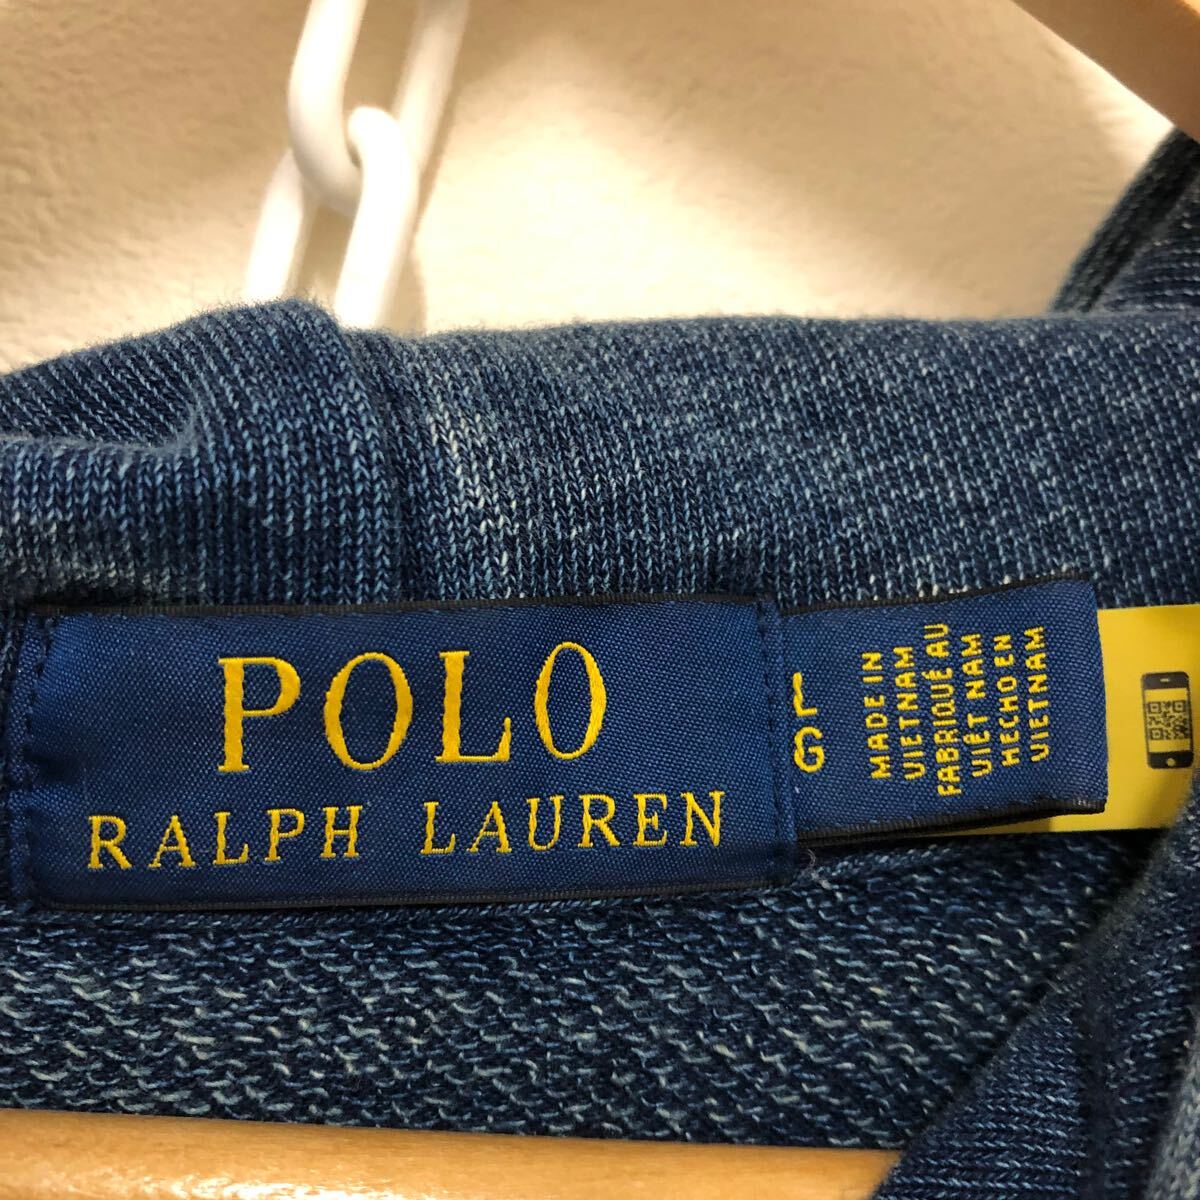 POLO
RALPH LAUREN
L
G
MADE IN
VIETNAM
FABRIQUÉ AU
VIÊT NAM
HECHO EN
VIETNAM